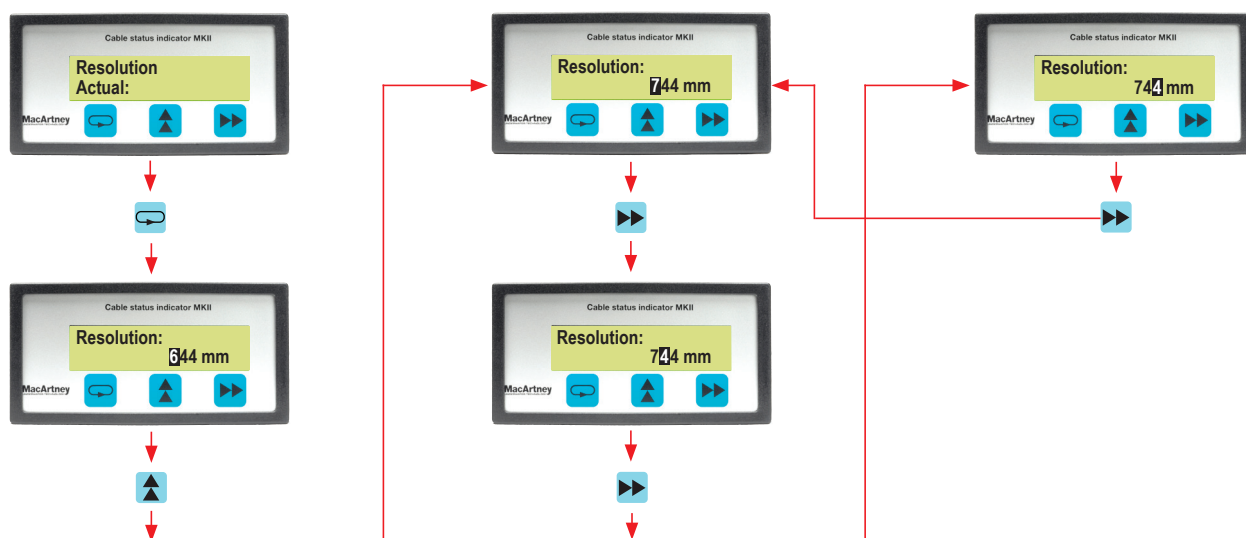 Cable status indicator MKII
Resolution
Actual:
MacArtney
Cable status indicator MKII
Resolution:
644 mm
MacArtney
Cable status indicator MKII
Resolution:
744 mm
MacArtney
Cable status indicator MKII
Resolution:
744 mm
MacArtney
Cable status indicator MKII
Resolution:
744 mm
MacArtney